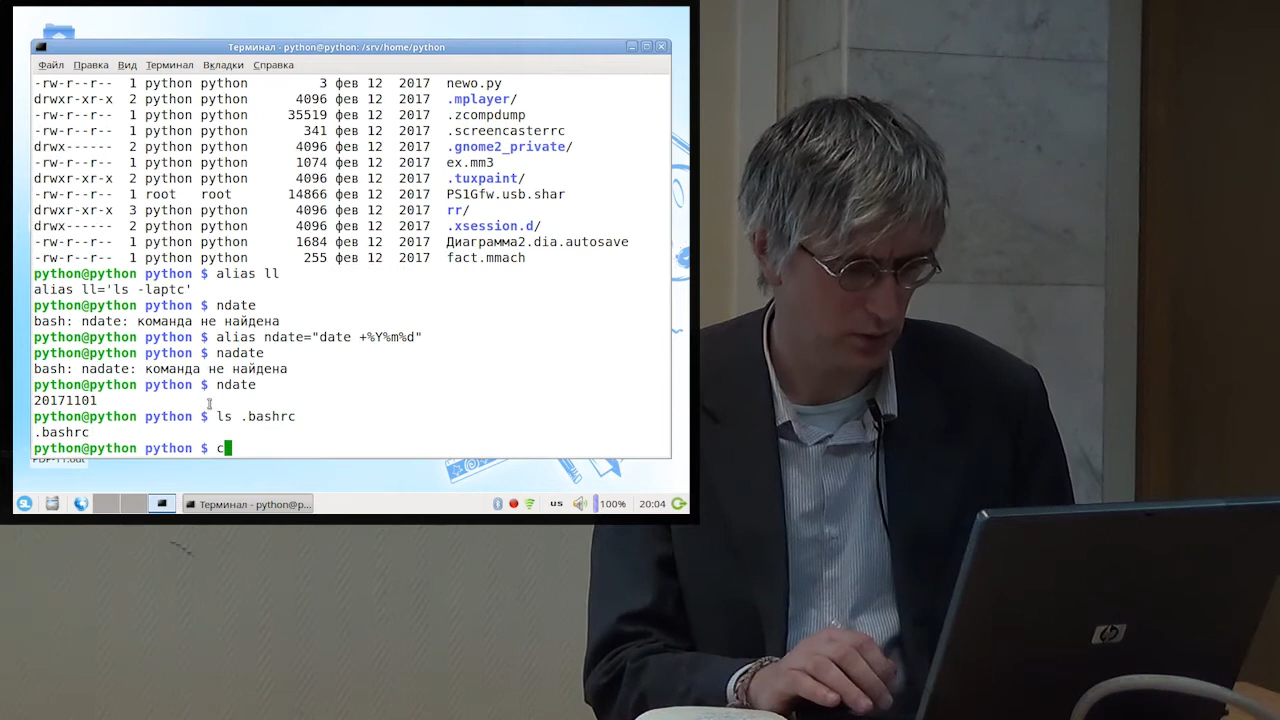 Терминал - python@python: /srv/home/python
Файл Правка Вид Терминал Вкладки Справка
-rw-r--r-- 1 python python 3 фев 12 2017 newo.py
drwxr-xr-x 2 python python 4096 фев 12 2017 .mplayer/
-rw-r--r-- 1 python python 35519 фев 12 2017 .zcompdump
-rw-r--r-- 1 python python 341 фев 12 2017 .screencasterrc
drwx------ 2 python python 4096 фев 12 2017 .gnome2_private/
-rw-r--r-- 1 python python 1074 фев 12 2017 ex.mm3
drwxr-xr-x 2 python python 4096 фев 12 2017 .tuxpaint/
-rw-r--r-- 1 root root 14866 фев 12 2017 PS1Gfw.usb.shar
drwxr-xr-x 3 python python 4096 фев 12 2017 rr/
drwx------ 2 python python 4096 фев 12 2017 .xsession.d/
-rw-r--r-- 1 python python 1684 фев 12 2017 Диаграмма2.dia.autosave
-rw-r--r-- 1 python python 255 фев 12 2017 fact.mmach
python@python python $ alias ll
alias ll='ls -laptc'
python@python python $ ndate
bash: ndate: команда не найдена
python@python python $ alias ndate="date +%Y%m%d"
python@python python $ nadate
bash: nadate: команда не найдена
python@python python $ ndate
20171101
python@python python $ ls .bashrc
.bashrc
python@python python $ c
Терминал - python@p...
us
100%
20:04
hp